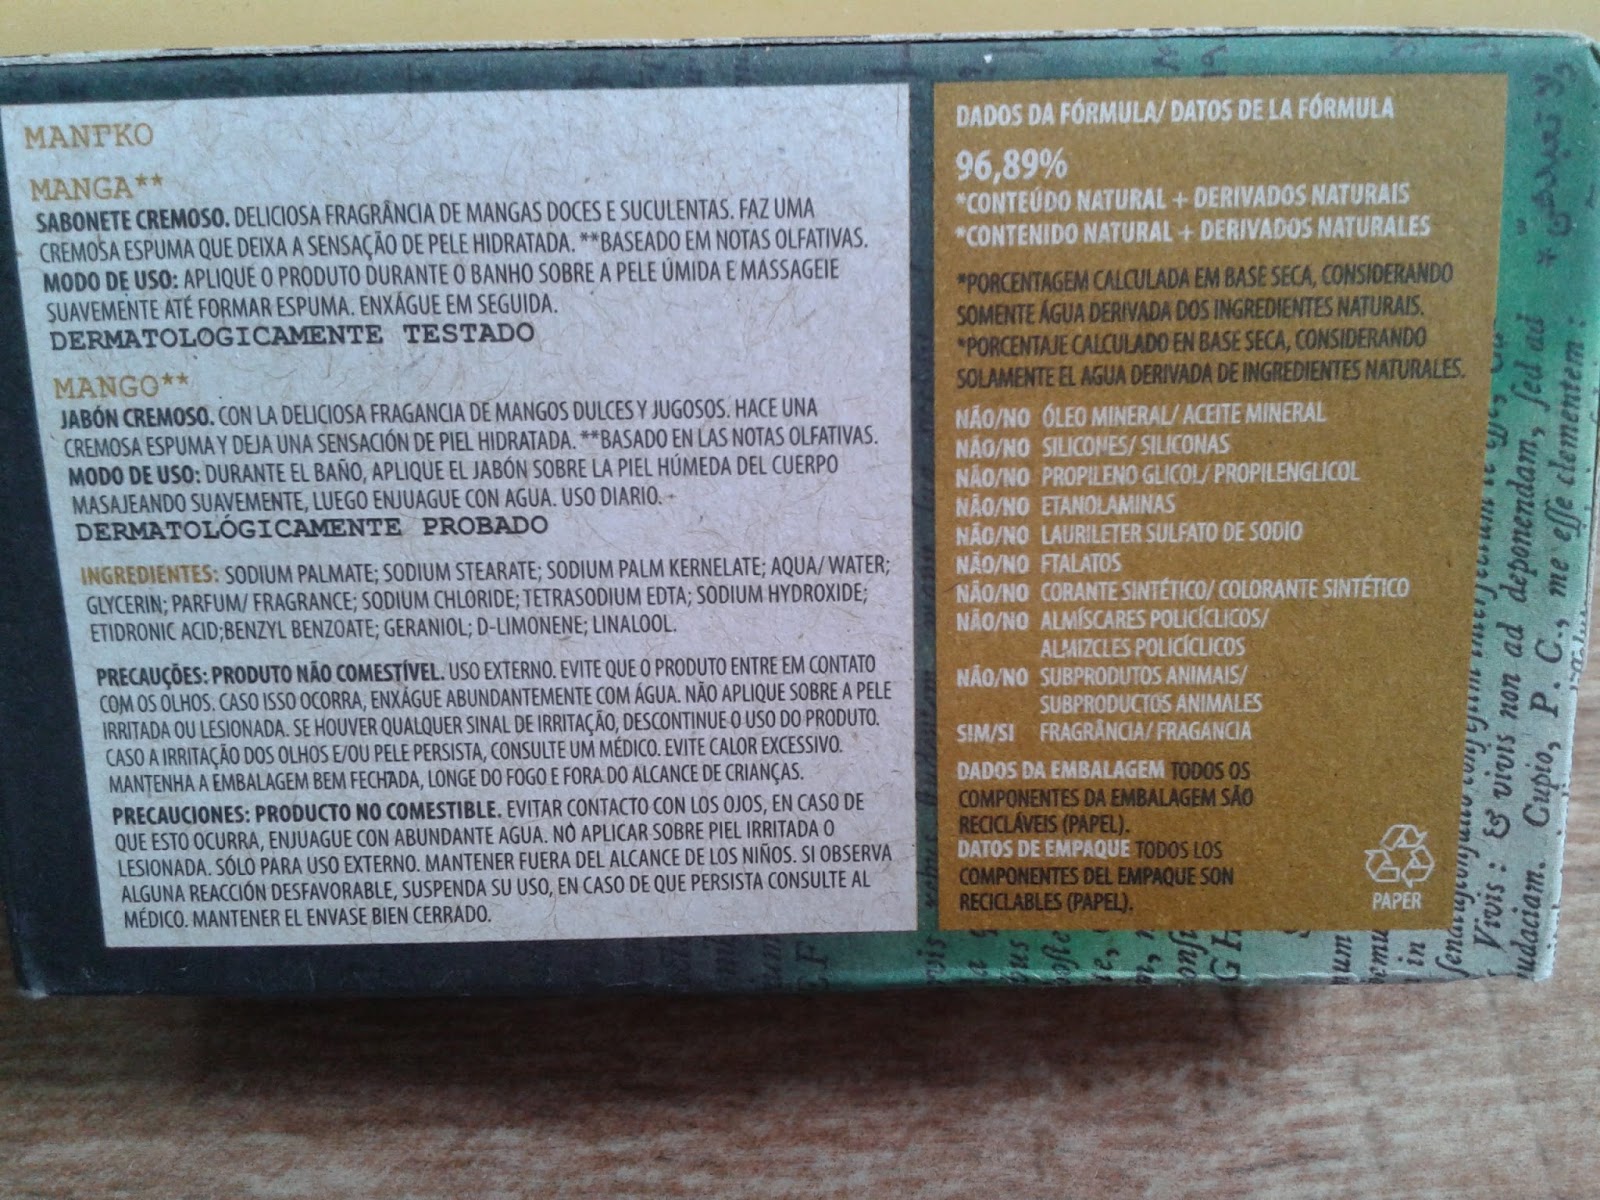 MANГKO
MANGA**
SABONETE CREMOSO. DELICIOSA FRAGRÂNCIA DE MANGAS DOCES E SUCULENTAS. FAZ UMA
CREMOSA ESPUMA QUE DEIXA A SENSAÇÃO DE PELE HIDRATADA. **BASEADO EM NOTAS OLFATIVAS.
MODO DE USO: APLIQUE O PRODUTO DURANTE O BANHO SOBRE A PELE ÚMIDA E MASSAGEIE
SUAVEMENTE ATÉ FORMAR ESPUMA. ENXÁGUE EM SEGUIDA.
DERMATOLOGICAMENTE TESTADO
MANGO**
JABÓN CREMOSO. CON LA DELICIOSA FRAGANCIA DE MANGOS DULCES Y JUGOSOS. HACE UNA
CREMOSA ESPUMA Y DEJA UNA SENSACIÓN DE PIEL HIDRATADA. **BASADO EN LAS NOTAS OLFATIVAS.
MODO DE USO: DURANTE EL BAÑO, APLIQUE EL JABÓN SOBRE LA PIEL HÚMEDA DEL CUERPO
MASAJEANDO SUAVEMENTE, LUEGO ENJUAGUE CON AGUA. USO DIARIO.
DERMATOLÓGICAMENTE PROBADO
INGREDIENTES: SODIUM PALMATE; SODIUM STEARATE; SODIUM PALM KERNELATE; AQUA/ WATER;
GLYCERIN; PARFUM/ FRAGRANCE; SODIUM CHLORIDE; TETRASODIUM EDTA; SODIUM HYDROXIDE;
ETIDRONIC ACID;BENZYL BENZOATE; GERANIOL; D-LIMONENE; LINALOOL.
PRECAUÇÕES: PRODUTO NÃO COMESTÍVEL. USO EXTERNO. EVITE QUE O PRODUTO ENTRE EM CONTATO
COM OS OLHOS. CASO ISSO OCORRA, ENXÁGUE ABUNDANTEMENTE COM ÁGUA. NÃO APLIQUE SOBRE A PELE
IRRITADA OU LESIONADA. SE HOUVER QUALQUER SINAL DE IRRITAÇÃO, DESCONTINUE O USO DO PRODUTO.
CASO A IRRITAÇÃO DOS OLHOS E/OU PELE PERSISTA, CONSULTE UM MÉDICO. EVITE CALOR EXCESSIVO.
MANTENHA A EMBALAGEM BEM FECHADA, LONGE DO FOGO E FORA DO ALCANCE DE CRIANÇAS.
PRECAUCIONES: PRODUCTO NO COMESTIBLE. EVITAR CONTACTO CON LOS OJOS, EN CASO DE
QUE ESTO OCURRA, ENJUAGUE CON ABUNDANTE AGUA. NO APLICAR SOBRE PIEL IRRITADA O
LESIONADA. SÓLO PARA USO EXTERNO. MANTENER FUERA DEL ALCANCE DE LOS NIÑOS. SI OBSERVA
ALGUNA REACCIÓN DESFAVORABLE, SUSPENDA SU USO, EN CASO DE QUE PERSISTA CONSULTE AL
MÉDICO. MANTENER EL ENVASE BIEN CERRADO.
DADOS DA FÓRMULA/ DATOS DE LA FÓRMULA
96,89%
*CONTEÚDO NATURAL + DERIVADOS NATURAIS
*CONTENIDO NATURAL + DERIVADOS NATURALES
*PORCENTAGEM CALCULADA EM BASE SECA, CONSIDERANDO
SOMENTE ÁGUA DERIVADA DOS INGREDIENTES NATURAIS.
*PORCENTAJE CALCULADO EN BASE SECA, CONSIDERANDO
SOLAMENTE EL AGUA DERIVADA DE INGREDIENTES NATURALES.
NÃO/NO ÓLEO MINERAL/ ACEITE MINERAL
NÃO/NO SILICONES/ SILICONAS
NÃO/NO PROPILENO GLICOL/ PROPILENGLICOL
NÃO/NO ETANOLAMINAS
NÃO/NO LAURILETER SULFATO DE SODIO
NÃO/NO FTALATOS
NÃO/NO CORANTE SINTÉTICO/ COLORANTE SINTÉTICO
NÃO/NO ALMÍSCARES POLICÍCLICOS/
ALMIZCLES POLICÍCLICOS
NÃO/NO SUBPRODUTOS ANIMAIS/
SUBPRODUCTOS ANIMALES
SIM/SI FRAGRÂNCIA/ FRAGANCIA
DADOS DA EMBALAGEM TODOS OS
COMPONENTES DA EMBALAGEM SÃO
RECICLÁVEIS (PAPEL).
DATOS DE EMPAQUE TODOS LOS
COMPONENTES DEL EMPAQUE SON
RECICLABLES (PAPEL).
PAPER
Vivis : & vivis non ad deponendam, sed ad
udaciam. Cupio, P. C., me esse clementem :